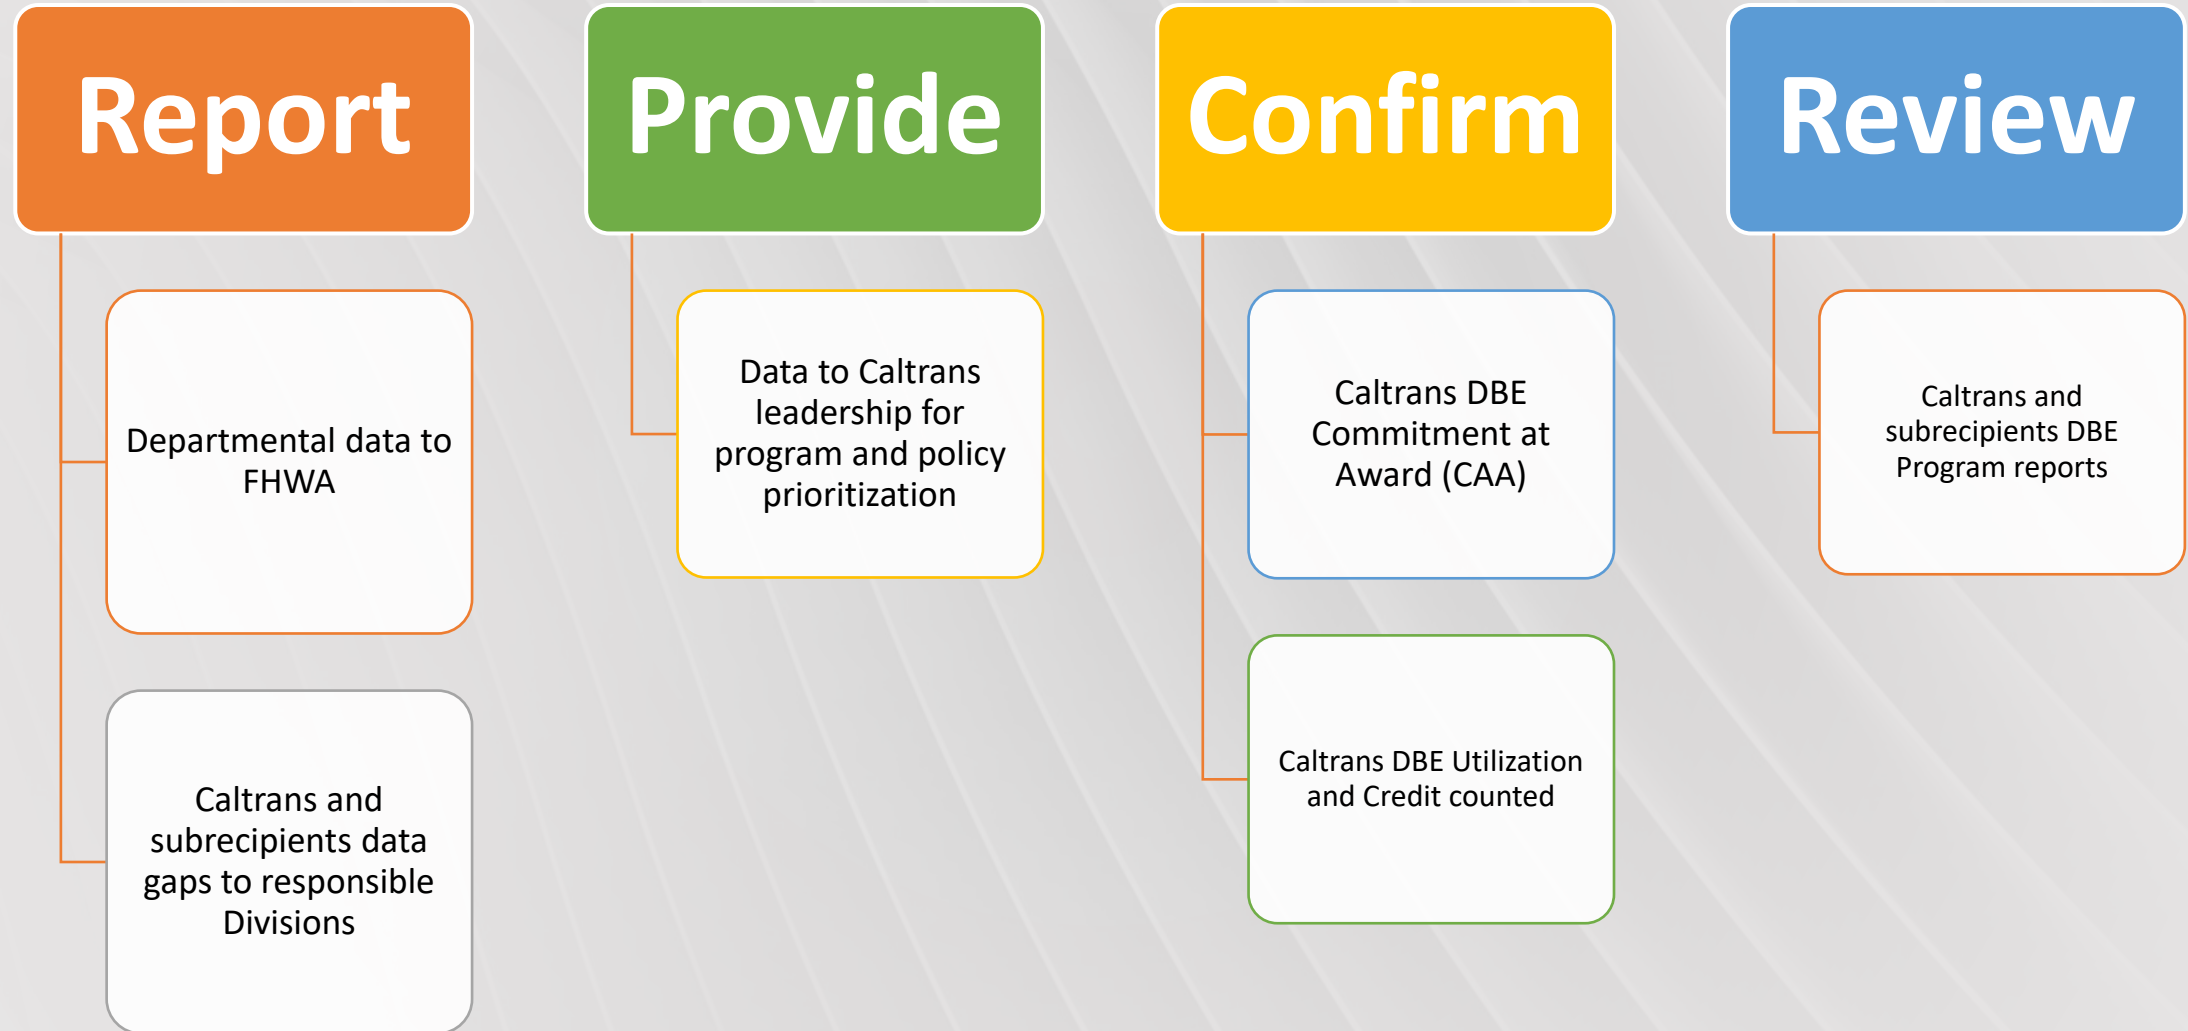 Report
Departmental data to
FHWA
Caltrans and
subrecipients data
gaps to responsible
Divisions
Provide
Data to Caltrans
leadership for
program and policy
prioritization
Confirm
Caltrans DBE
Commitment at
Award (CAA)
Caltrans DBE Utilization
and Credit counted
Review
Caltrans and
subrecipients DBE
Program reports